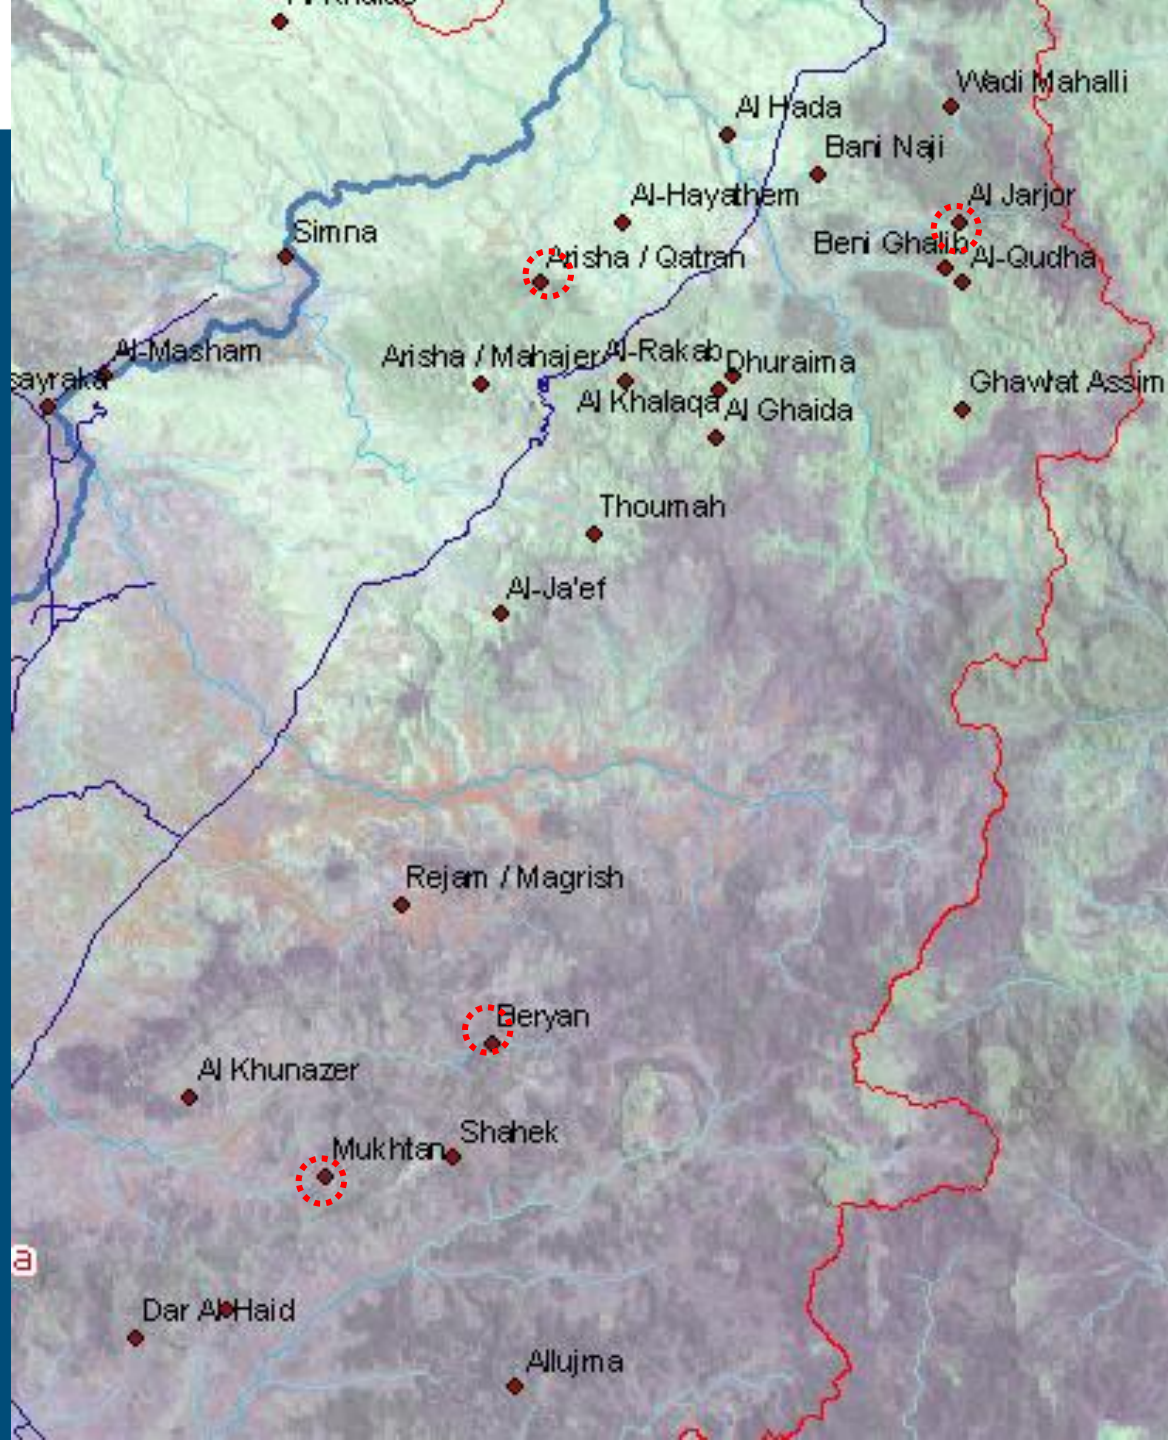 Wadi Mahalli
Al Hada
Bani Naji
Al-Hayathem
Al Jarjor
Simna
Beni Ghalib
Arisha / Qatran
Al-Qudha
Al-Masham
Arisha / Mahajer
Al-Rakab
Dhuraima
sayraka
Ghawlat Assim
Al Khalaqa
Al Ghaida
Thoumah
Al-Ja'ef
Rejam / Magrish
Beryan
Al Khunazer
Shahek
Mukhtan
a
Dar Al Haid
Allujma